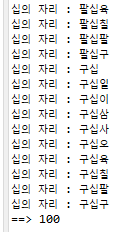 십의 자리 : 팔십육
십의 자리 : 팔십칠
십의 자리 : 팔십팔
십의 자리 : 팔십구
십의 자리 : 구십
십의 자리 : 구십일
십의 자리 : 구십이
십의 자리 : 구십삼
십의 자리 : 구십사
십의 자리 : 구십오
십의 자리 : 구십육
십의 자리 : 구십칠
십의 자리 : 구십팔
십의 자리 : 구십구
==> 100